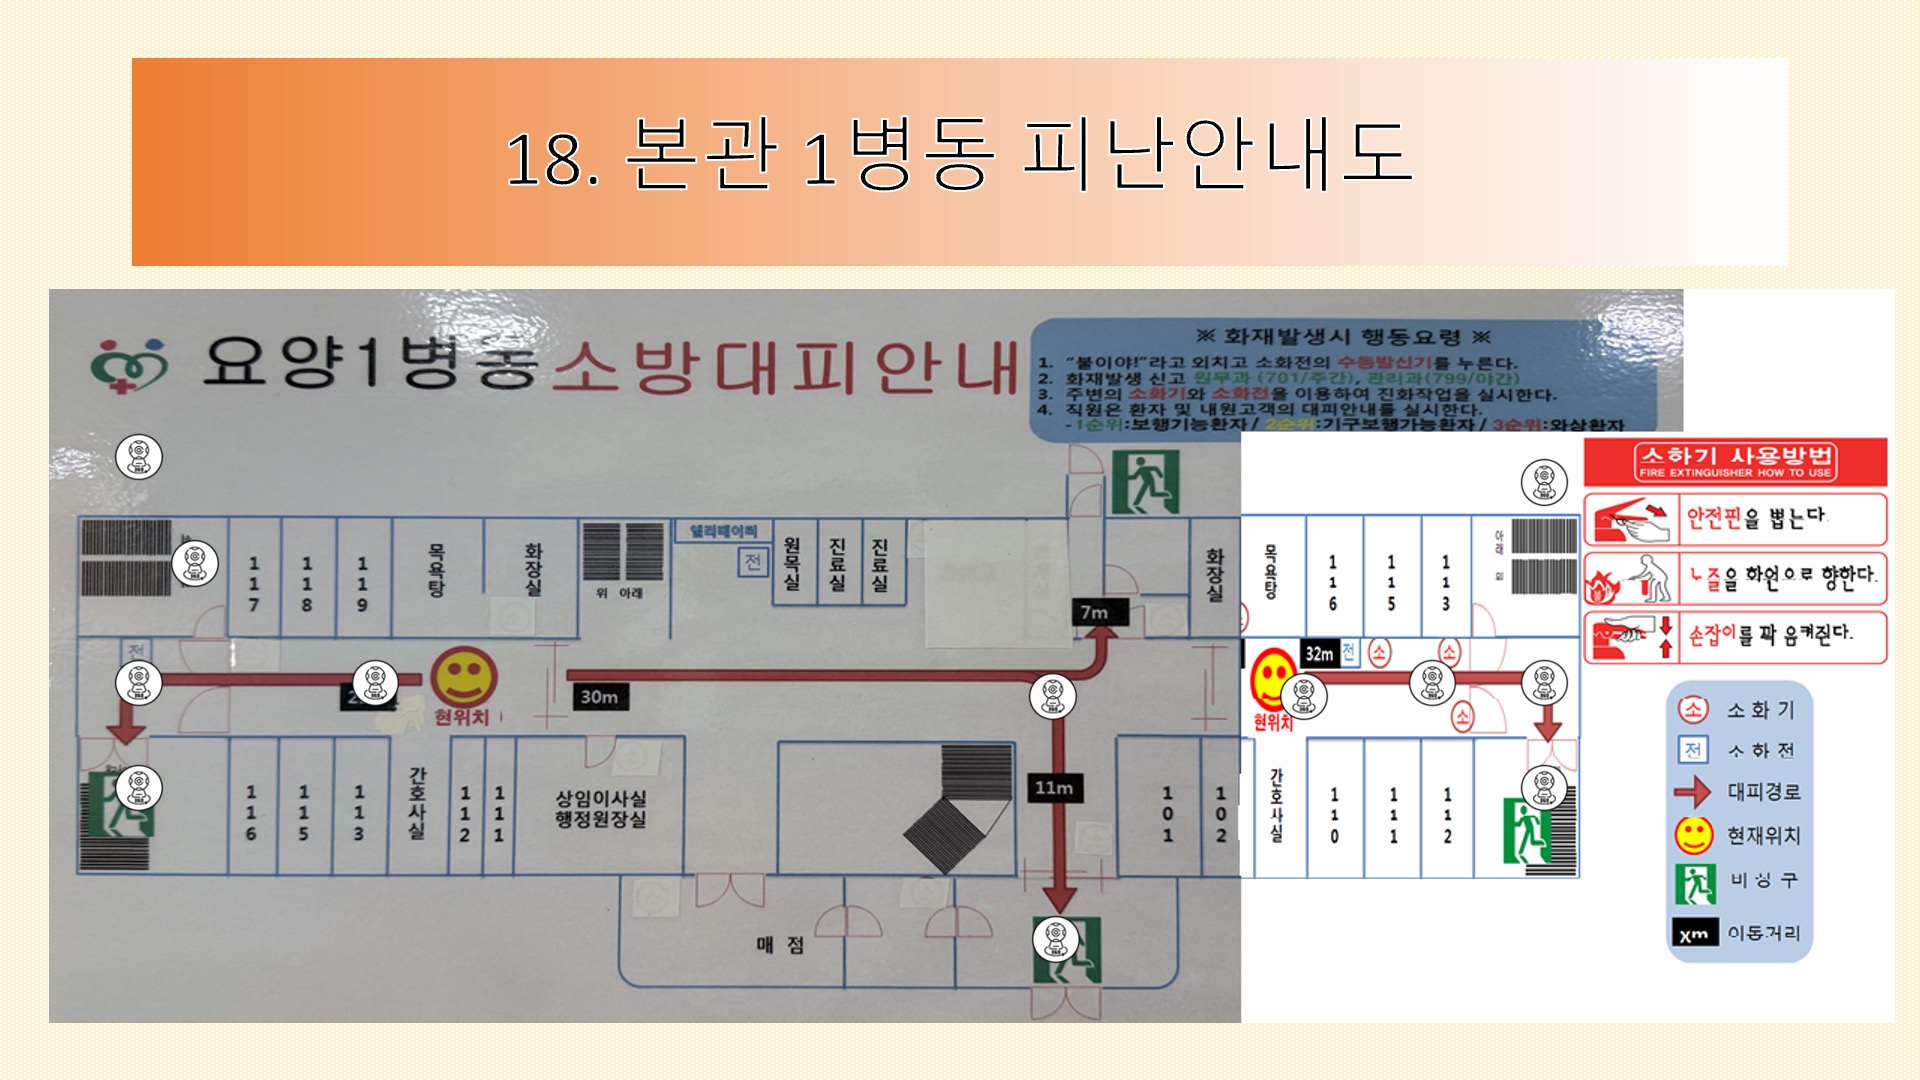 18. 본관 1병동 피난안내도
요양1병동 소방대피안내
※ 화재발생시 행동요령 ※
1. “불이야!”라고 외치고 소화전의 수동발신기를 누른다.
2. 화재발생 신고 원무과 (701/주간), 관리과(799/야간)
3. 주변의 소화기와 소화전을 이용하여 진화작업을 실시한다.
4. 직원은 환자 및 내원고객의 대피안내를 실시한다.
-1순위:보행기능환자 / 2순위:기구보행가능환자 / 3순위:와상환자
소하기 사용방법
FIRE EXTINGUISHER HOW TO USE
안전핀을 뽑는다.
노즐을 하언으로 향한다.
손잡이를 꽉 움켜쥔다.
117
118
119
목욕탕
화장실
위 아래
엘리베이터
전
원목실
진료실
진료실
화장실
목욕탕
116
115
113
아래
위
7m
전
30m
32m
전
소
소
소
현위치
현위치
116
115
113
간호사실
112
111
상임이사실
행정원장실
11m
101
102
간호사실
110
111
112
매 점
소 소 화 기
전 소 화 전
대피경로
현재위치
비 상 구
xm 이동거리